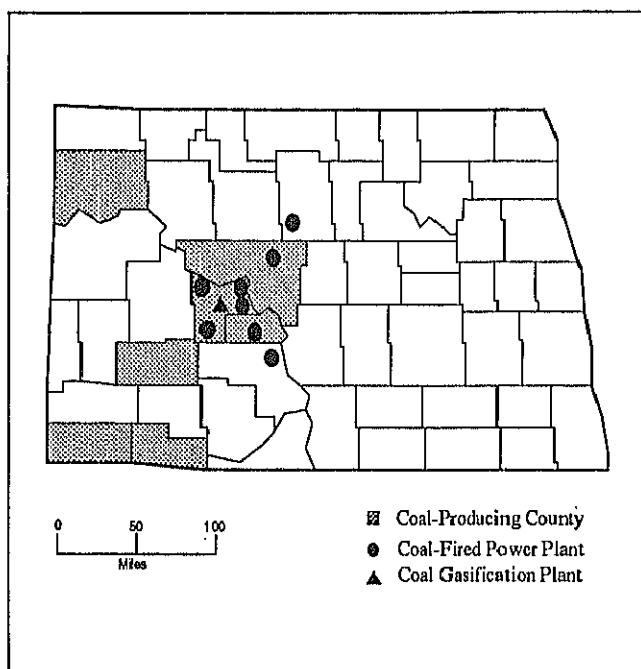 0 50 100
Miles
Coal-Producing County
Coal-Fired Power Plant
Coal Gasification Plant